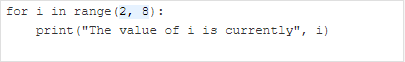 for i in range(2, 8):
    print("The value of i is currently", i)